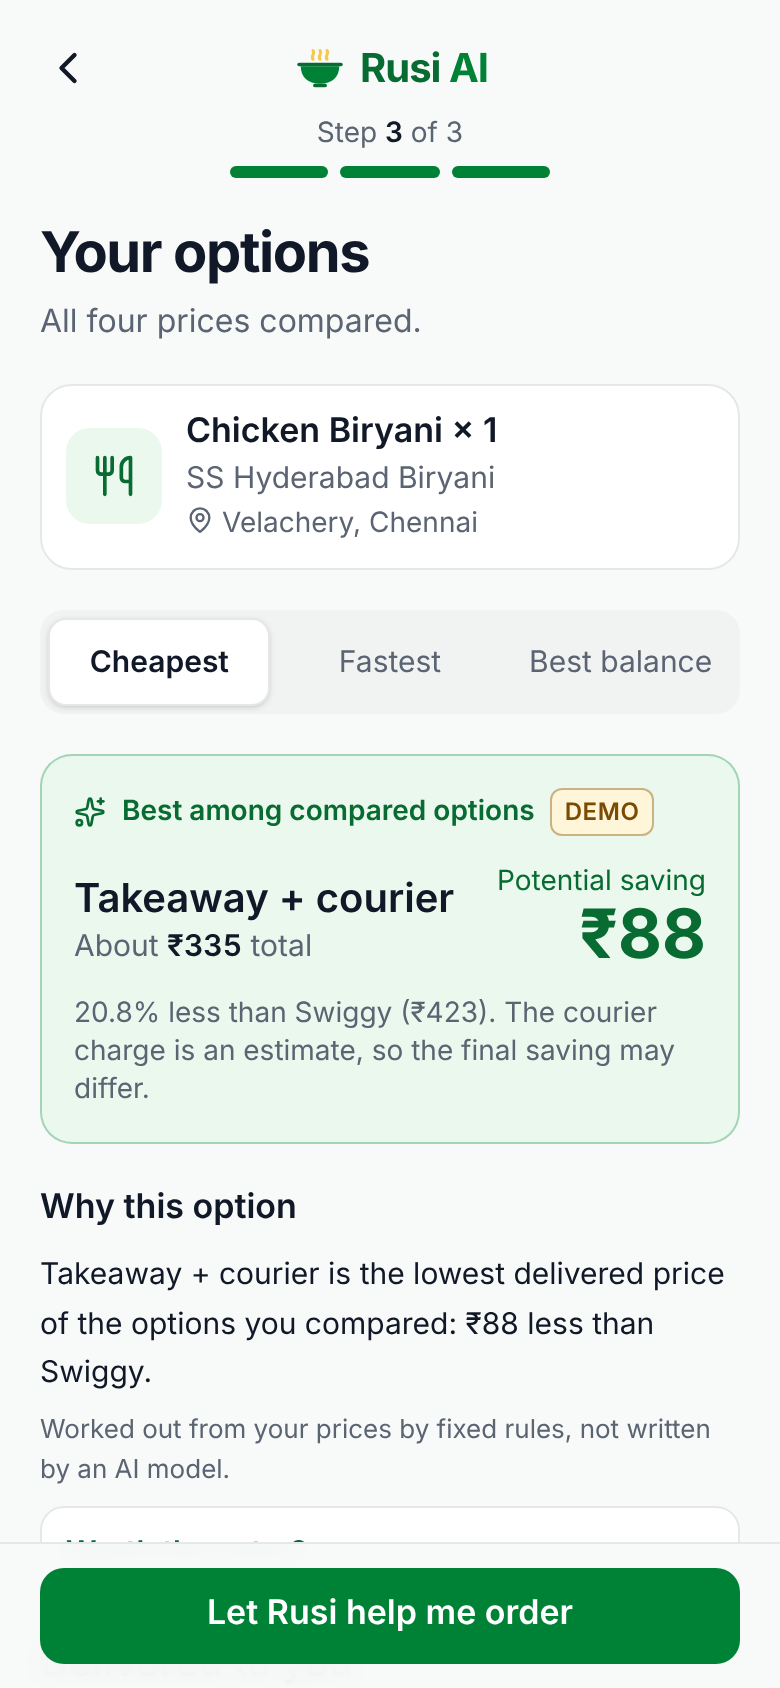 Rusi AI
Step 3 of 3
Your options
All four prices compared.
Chicken Biryani × 1
SS Hyderabad Biryani
Velachery, Chennai
Cheapest
Fastest
Best balance
Best among compared options
DEMO
Takeaway + courier
Potential saving
About ₹335 total
₹88
20.8% less than Swiggy (₹423). The courier
charge is an estimate, so the final saving may
differ.
Why this option
Takeaway + courier is the lowest delivered price
of the options you compared: ₹88 less than
Swiggy.
Worked out from your prices by fixed rules, not written
by an AI model.
Let Rusi help me order